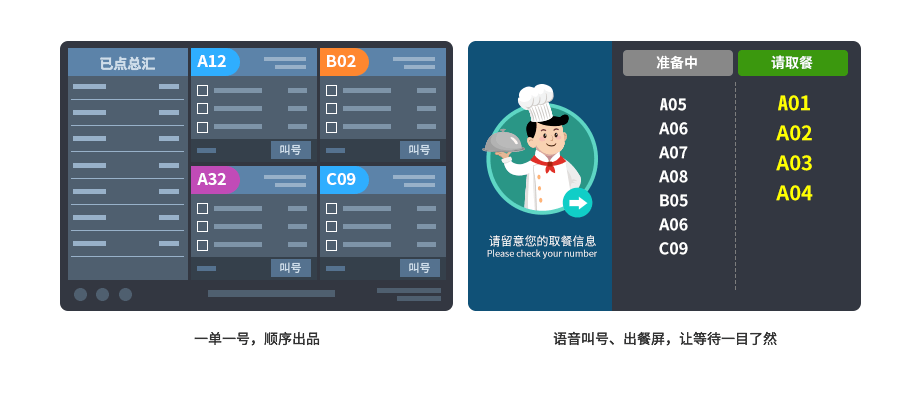 已点总汇
A12
B02
叫号
叫号
A32
C09
叫号
叫号
一单一号，顺序出品
请留意您的取餐信息
Please check your number
准备中
请取餐
A05
A06
A07
A08
B05
A06
C09
A01
A02
A03
A04
语音叫号、出餐屏，让等待一目了然